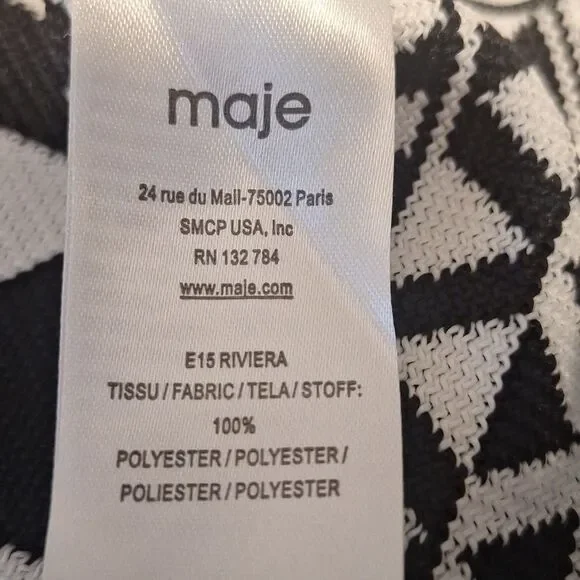 maje
24 rue du Mail-75002 Paris
SMCP USA, Inc
RN 132 784
www.maje.com
E15 RIVIERA
TISSU / FABRIC / TELA / STOFF:
100%
POLYESTER / POLYESTER /
POLIESTER / POLYESTER